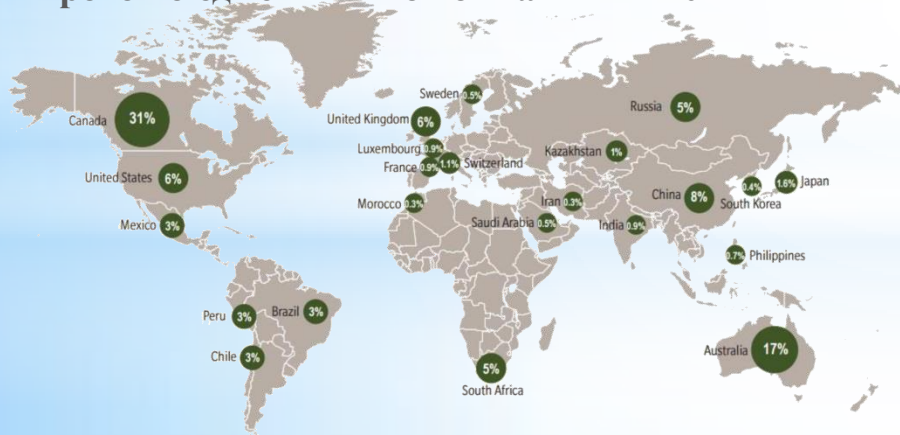 Sweden 0.5%
Canada 31%
United Kingdom 6%
Russia 5%
Luxembourg 0.9%
Kazakhstan 1%
France 0.9%
1.1% Switzerland
United States 6%
China 8%
0.4%
South Korea
1.6% Japan
Morocco 0.3%
Iran 0.3%
Mexico 3%
Saudi Arabia 0.5%
India 0.9%
0.7% Philippines
Peru 3%
Brazil 3%
Chile 3%
Australia 17%
5%
South Africa